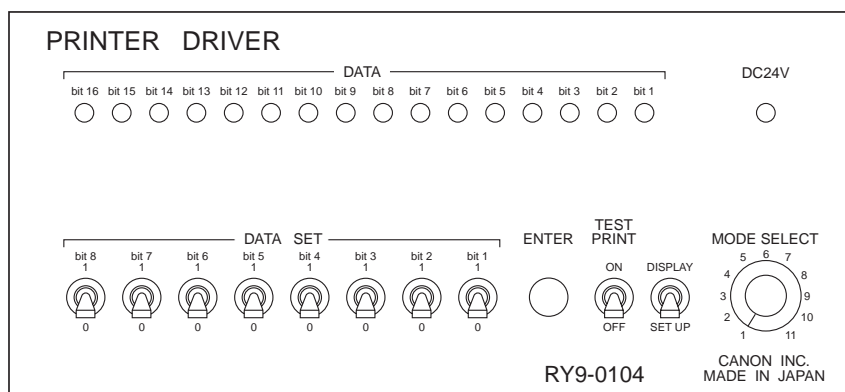 PRINTER DRIVER
DATA
DC24V
bit 16 bit 15 bit 14 bit 13 bit 12 bit 11 bit 10 bit 9 bit 8 bit 7 bit 6 bit 5 bit 4 bit 3 bit 2 bit 1
DATA SET
ENTER
TEST
PRINT
MODE SELECT
bit 8 bit 7 bit 6 bit 5 bit 4 bit 3 bit 2 bit 1
1 1 1 1 1 1 1 1
0 0 0 0 0 0 0 0
ON
OFF
DISPLAY
SET UP
1 2 3 4 5 6 7 8 9 10 11
RY9-0104
CANON INC.
MADE IN JAPAN